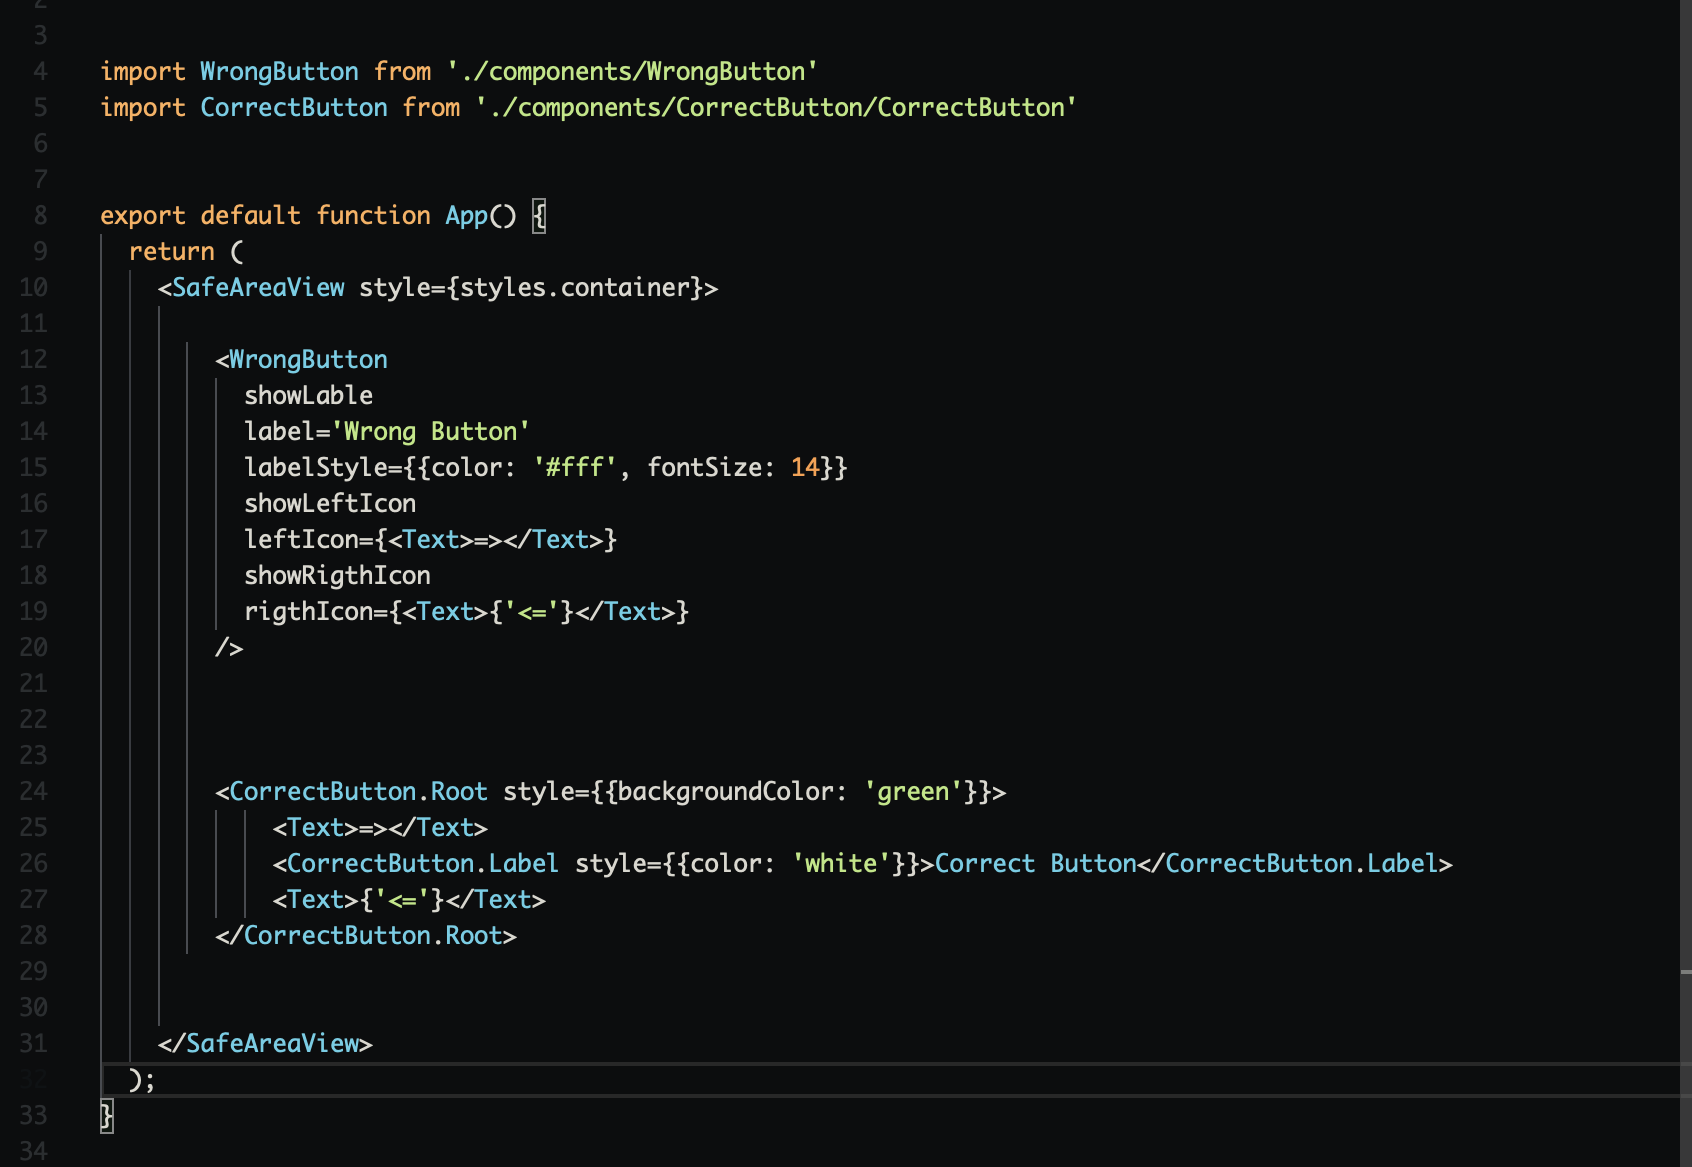 2
3
4 import WrongButton from './components/WrongButton'
5 import CorrectButton from './components/CorrectButton/CorrectButton'
6
7
8 export default function App() {
9 return (
10 <SafeAreaView style={styles.container}>
11
12 <WrongButton
13 showLable
14 label='Wrong Button'
15 labelStyle={{color: '#fff', fontSize: 14}}
16 showLeftIcon
17 leftIcon={<Text>=></Text>}
18 showRigthIcon
19 rigthIcon={<Text>{'<='}</Text>}
20 />
21
22
23
24 <CorrectButton.Root style={{backgroundColor: 'green'}}>
25 <Text>=></Text>
26 <CorrectButton.Label style={{color: 'white'}}>Correct Button</CorrectButton.Label>
27 <Text>{'<='}</Text>
28 </CorrectButton.Root>
29
30
31 </SafeAreaView>
32 );
33 }
34